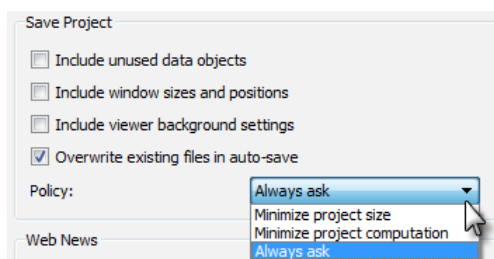 Save Project
Include unused data objects
Include window sizes and positions
Include viewer background settings
Overwrite existing files in auto-save
Policy: Always ask
Minimize project size
Minimize project computation
Web News Always ask